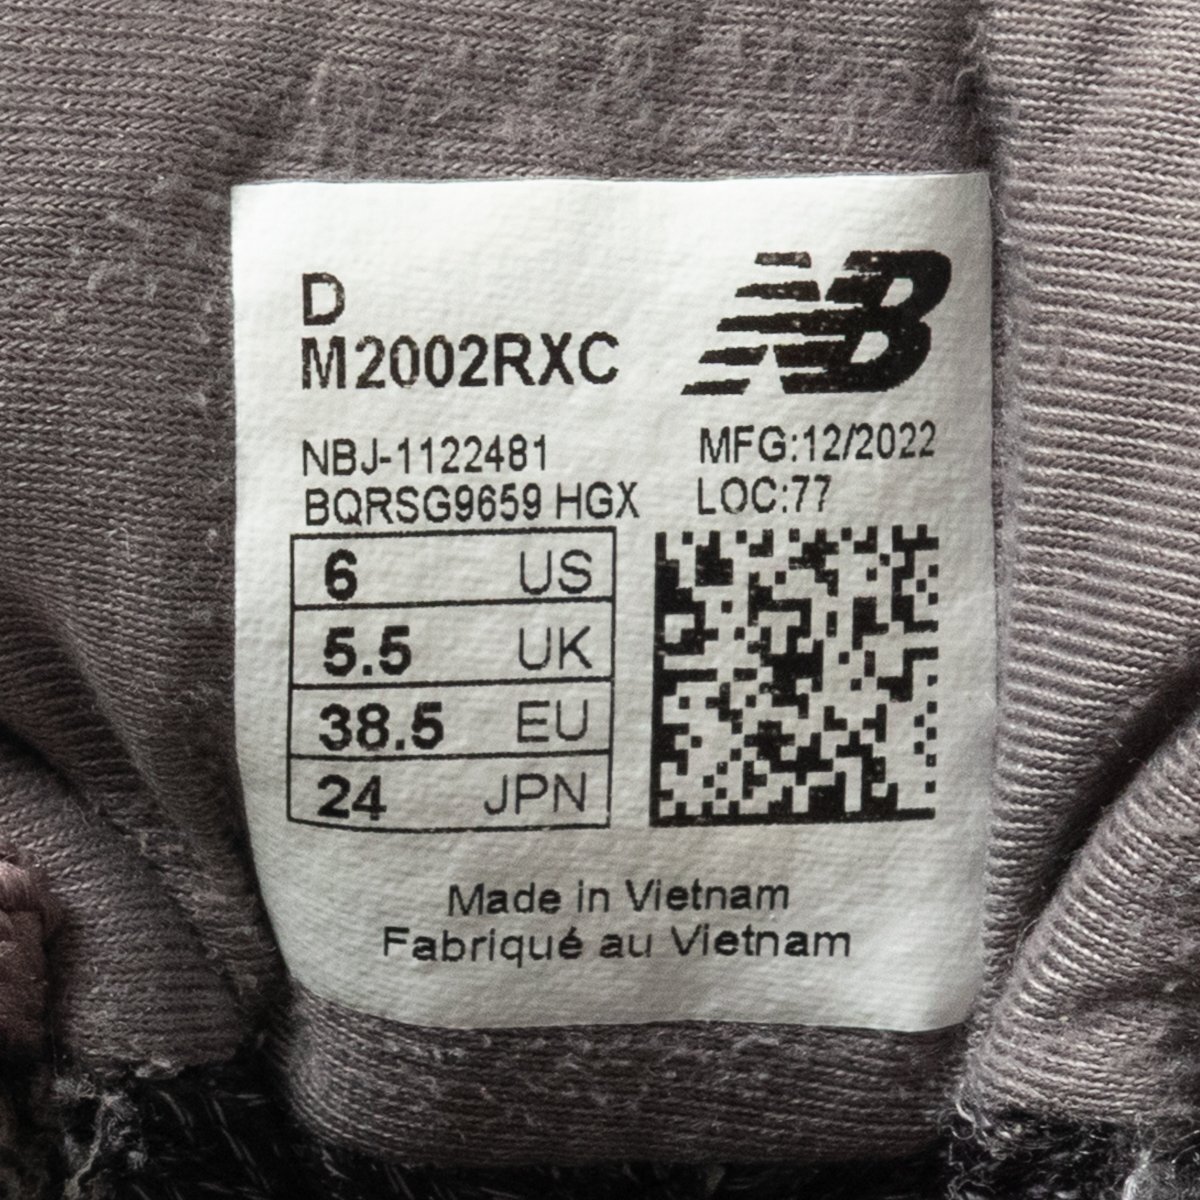 D
M2002RXC
NB
NBJ-1122481
MFG:12/2022
BQRSG9659 HGX
LOC:77
6 US
5.5 UK
38.5 EU
24 JPN
Made in Vietnam
Fabriqué au Vietnam